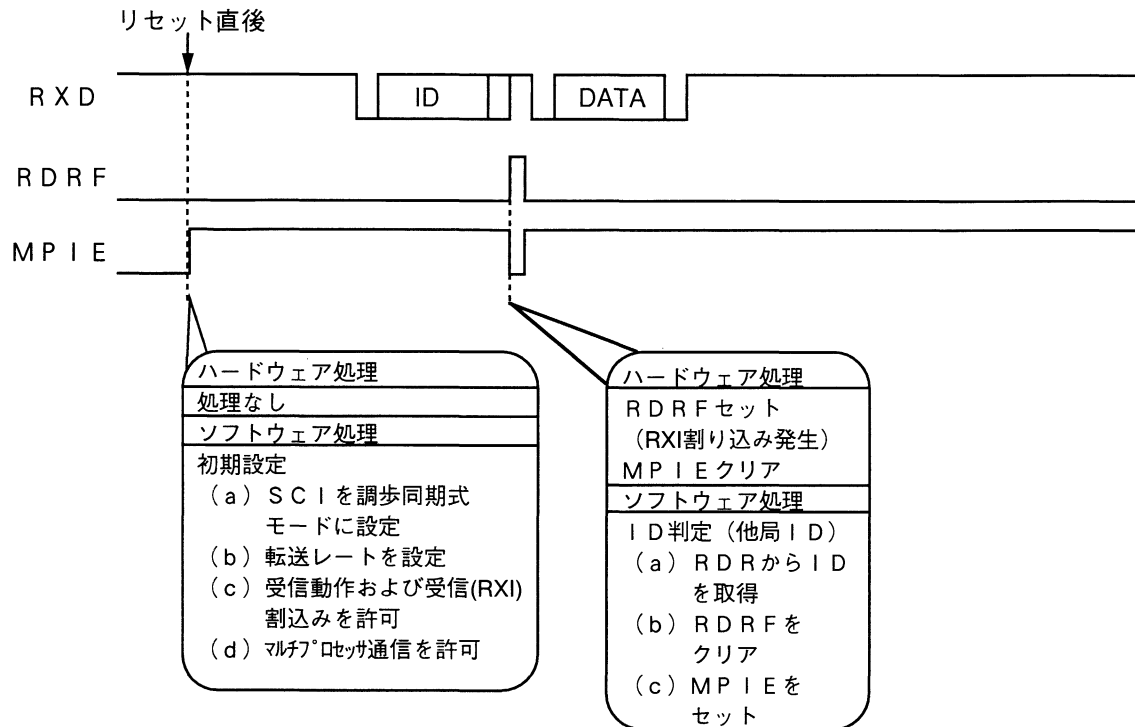 リセット直後
RXD
ID
DATA
RDRF
MPIE
ハードウェア処理
処理なし
ソフトウェア処理
初期設定
(a) SCIを調歩同期式
モードに設定
(b) 転送レートを設定
(c) 受信動作および受信(RXI)
割込みを許可
(d) マルチプロセッサ通信を許可
ハードウェア処理
RDRFセット
(RXI割り込み発生)
MPIEクリア
ソフトウェア処理
ID判定(他局ID)
(a) RDRからID
を取得
(b) RDRFを
クリア
(c) MPIEを
セット